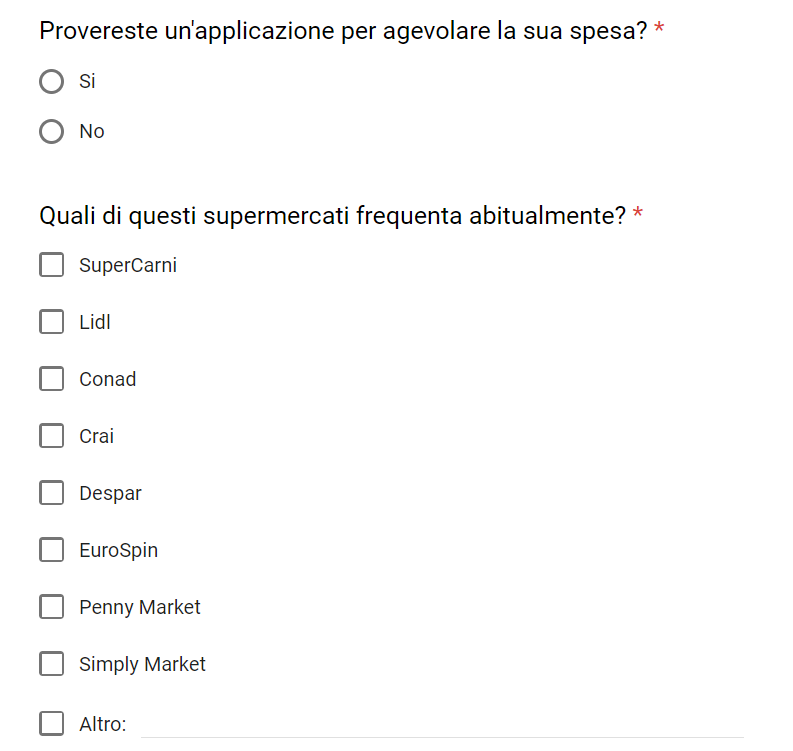 Provereste un'applicazione per agevolare la sua spesa? *
Si
No
Quali di questi supermercati frequenta abitualmente? *
SuperCarni
Lidl
Conad
Crai
Despar
EuroSpin
Penny Market
Simply Market
Altro: